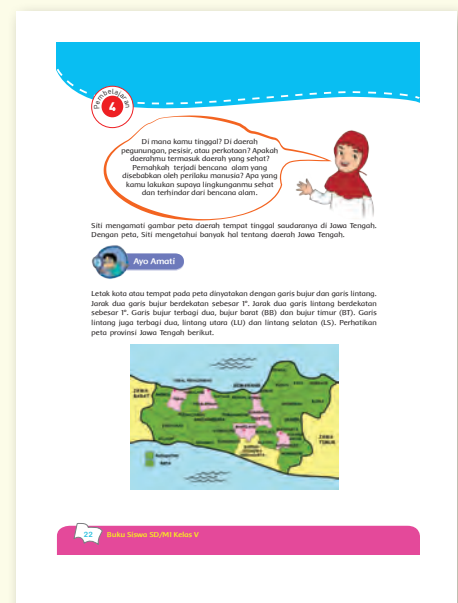 Pembelajaran
4
Di mana kamu tinggal? Di daerah
pegunungan, pesisir, atau perkotaan? Apakah
daerahmu termasuk daerah yang sehat?
Pernahkah terjadi bencana alam yang
disebabkan oleh perilaku manusia? Apa yang
kamu lakukan supaya lingkunganmu sehat
dan terhindar dari bencana alam.
Siti mengamati gambar peta daerah tempat tinggal saudaranya di Jawa Tengah.
Dengan peta, Siti mengetahui banyak hal tentang daerah Jawa Tengah.
Ayo Amati
Letak kota atau tempat pada peta dinyatakan dengan garis bujur dan garis lintang.
Jarak dua garis bujur berdekatan sebesar 1°. Jarak dua garis lintang berdekatan
sebesar 1°. Garis bujur terbagi dua, bujur barat (BB) dan bujur timur (BT). Garis
lintang juga terbagi dua, lintang utara (LU) dan lintang selatan (LS). Perhatikan
peta provinsi Jawa Tengah berikut.
JAWA
BARAT
SEMARANG
JAWA
TIMUR
Kabupaten
Kota
22
Buku Siswa SD/MI Kelas V